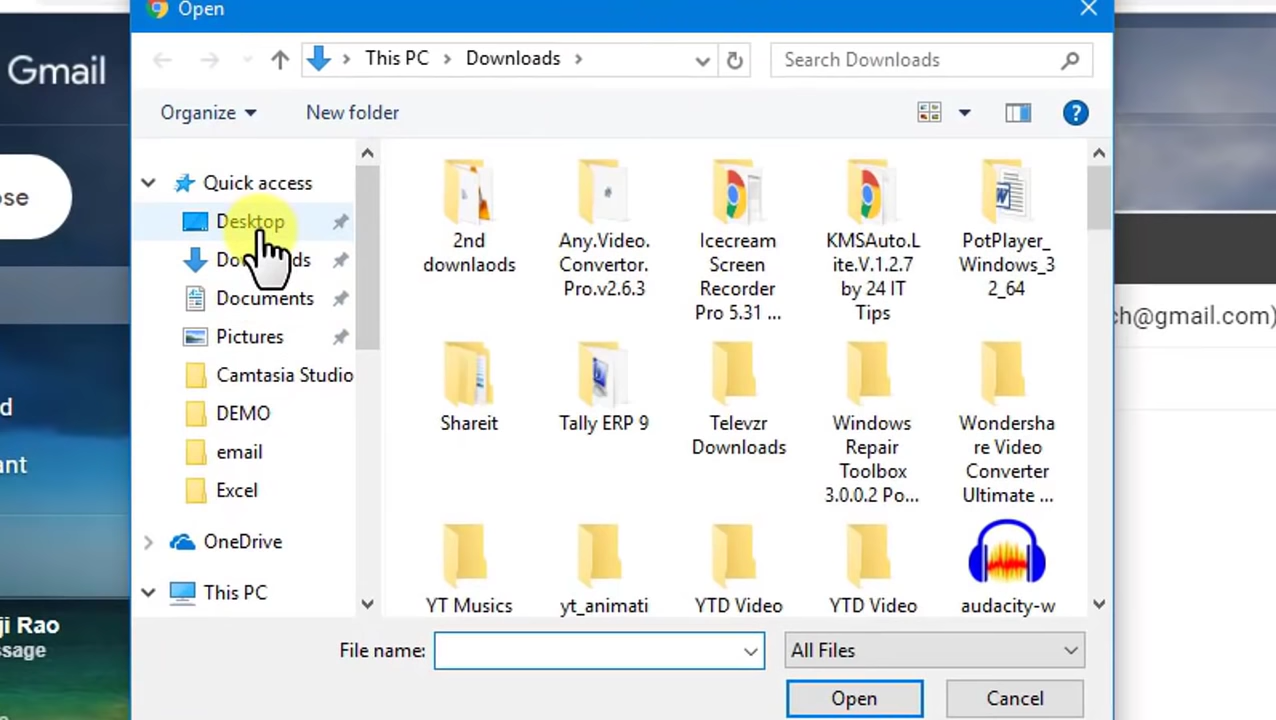 Open
Gmail
This PC
Downloads
Search Downloads
Organize
New folder
ose
Quick access
Desktop
Documents
Pictures
Camtasia Studio
DEMO
email
Excel
OneDrive
This PC
2nd
downlaods
Any.Video.
Convertor.
Pro.v2.6.3
Icecream
Screen
Recorder
Pro 5.31 ...
KMSAuto.L
ite.V.1.2.7
by 24 IT
Tips
PotPlayer_
Windows_3
2_64
Shareit
Tally ERP 9
Televzr
Downloads
Windows
Repair
Toolbox
3.0.0.2 Po...
Wondersha
re Video
Converter
Ultimate ...
YT Musics
yt_animati
YTD Video
YTD Video
audacity-w
ch@gmail.com)
d
ant
ji Rao
ssage
File name:
All Files
Open
Cancel